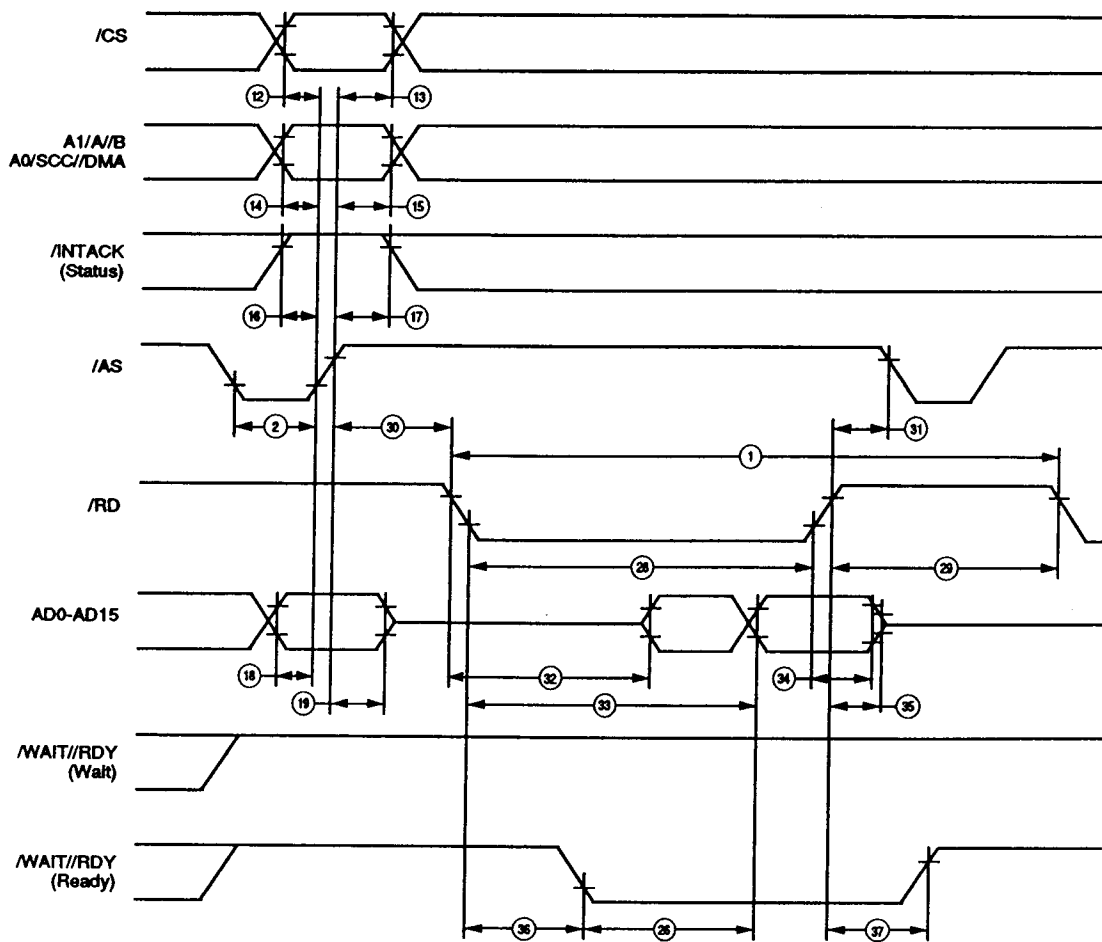 /CS
12
13
A1/A//B
A0/SCC//DMA
14
15
/INTACK
(Status)
16
17
/AS
2
30
31
1
/RD
28
29
AD0-AD15
18
32
34
19
33
35
/WAIT//RDY
(Wait)
/WAIT//RDY
(Ready)
36
26
37